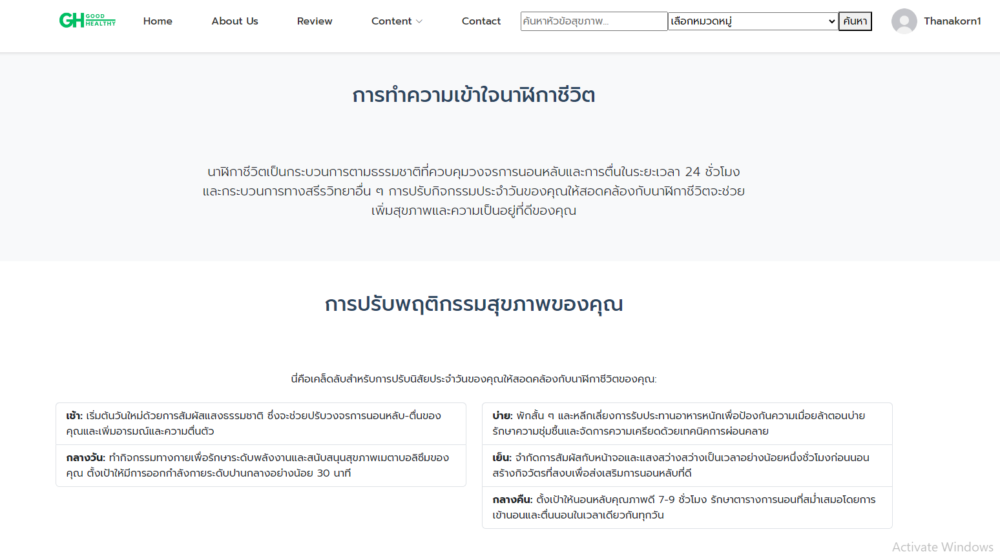 GH GOOD HEALTHY
Home About Us Review Content Contact ค้นหาหัวข้อสุขภาพ... เลือกหมวดหมู่ ค้นหา Thanakorn1
การทำความเข้าใจนาฬิกาชีวิต
นาฬิกาชีวิตเป็นกระบวนการตามธรรมชาติที่ควบคุมวงจรการนอนหลับและการตื่นในระยะเวลา 24 ชั่วโมง
และกระบวนการทางสรีรวิทยาอื่น ๆ การปรับกิจกรรมประจำวันของคุณให้สอดคล้องกับนาฬิกาชีวิตจะช่วย
เพิ่มสุขภาพและความเป็นอยู่ที่ดีของคุณ
การปรับพฤติกรรมสุขภาพของคุณ
นี่คือเคล็ดลับสำหรับการปรับนิสัยประจำวันของคุณให้สอดคล้องกับนาฬิกาชีวิตของคุณ:
เช้า: เริ่มต้นวันใหม่ด้วยการสัมผัสแสงธรรมชาติ ซึ่งจะช่วยปรับวงจรการนอนหลับ-ตื่นของ
คุณและเพิ่มอารมณ์และความตื่นตัว
กลางวัน: ทำกิจกรรมทางกายเพื่อรักษาระดับพลังงานและสนับสนุนสุขภาพเมตาบอลิซึมของ
คุณ ตั้งเป้าให้มีการออกกำลังกายระดับปานกลางอย่างน้อย 30 นาที
บ่าย: พักสั้น ๆ และหลีกเลี่ยงการรับประทานอาหารหนักเพื่อป้องกันความเมื่อยล้าตอนบ่าย
รักษาความชุ่มชื้นและจัดการความเครียดด้วยเทคนิคการผ่อนคลาย
เย็น: จำกัดการสัมผัสกับหน้าจอและแสงสว่างสว่างเป็นเวลาอย่างน้อยหนึ่งชั่วโมงก่อนนอน
สร้างกิจวัตรที่สงบเพื่อส่งเสริมการนอนหลับที่ดี
กลางคืน: ตั้งเป้าให้นอนหลับคุณภาพดี 7-9 ชั่วโมง รักษาตารางการนอนที่สม่ำเสมอโดยการ
เข้านอนและตื่นนอนในเวลาเดียวกันทุกวัน
Activate Windows